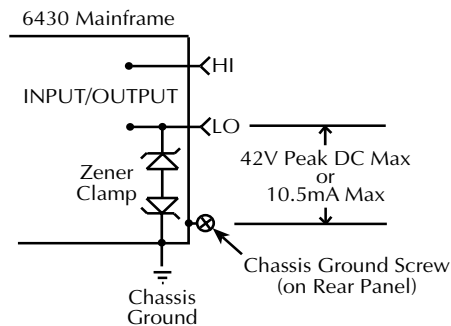 6430 Mainframe
HI
INPUT/OUTPUT
LO
Zener
Clamp
42V Peak DC Max
or
10.5mA Max
Chassis Ground Screw
(on Rear Panel)
Chassis
Ground